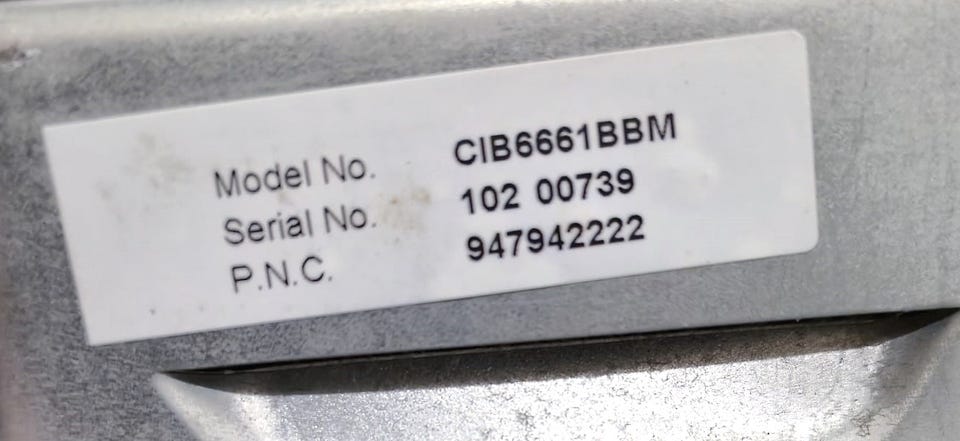 Model No. CIB6661BBM
Serial No. 102 00739
P.N.C. 947942222